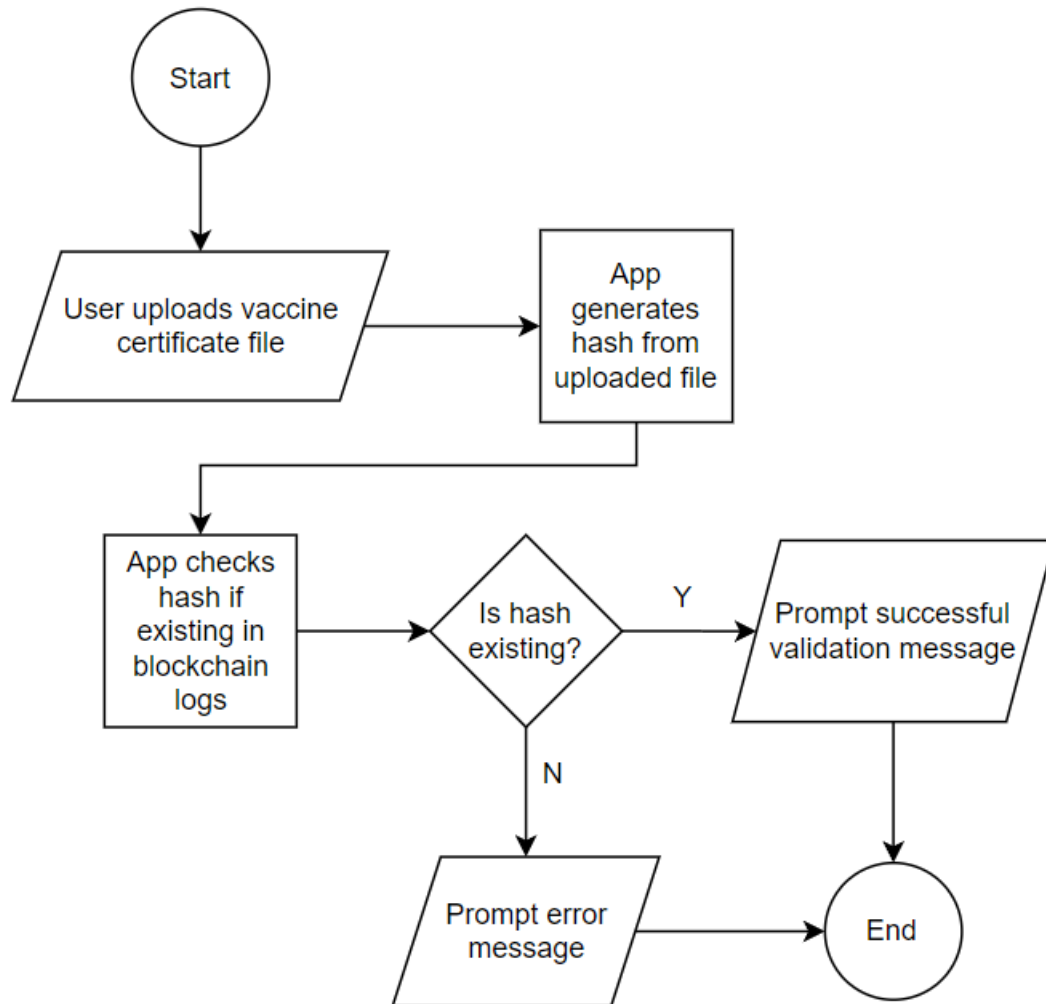 Start
User uploads vaccine
certificate file
App
generates
hash from
uploaded file
App checks
hash if
existing in
blockchain
logs
Is hash
existing?
Y
Prompt successful
validation message
N
Prompt error
message
End